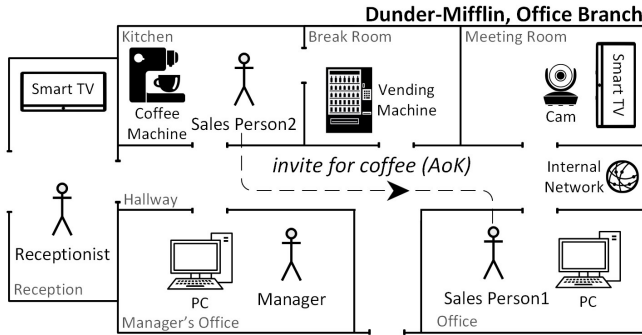 Dunder-Mifflin, Office Branch
Kitchen
Break Room
Meeting Room
Smart TV
Coffee
Machine
Sales Person2
Vending
Machine
Cam
Smart TV
invite for coffee (AoK)
Internal
Network
Hallway
Receptionist
Reception
PC
Manager
Manager's Office
Sales Person1
PC
Office